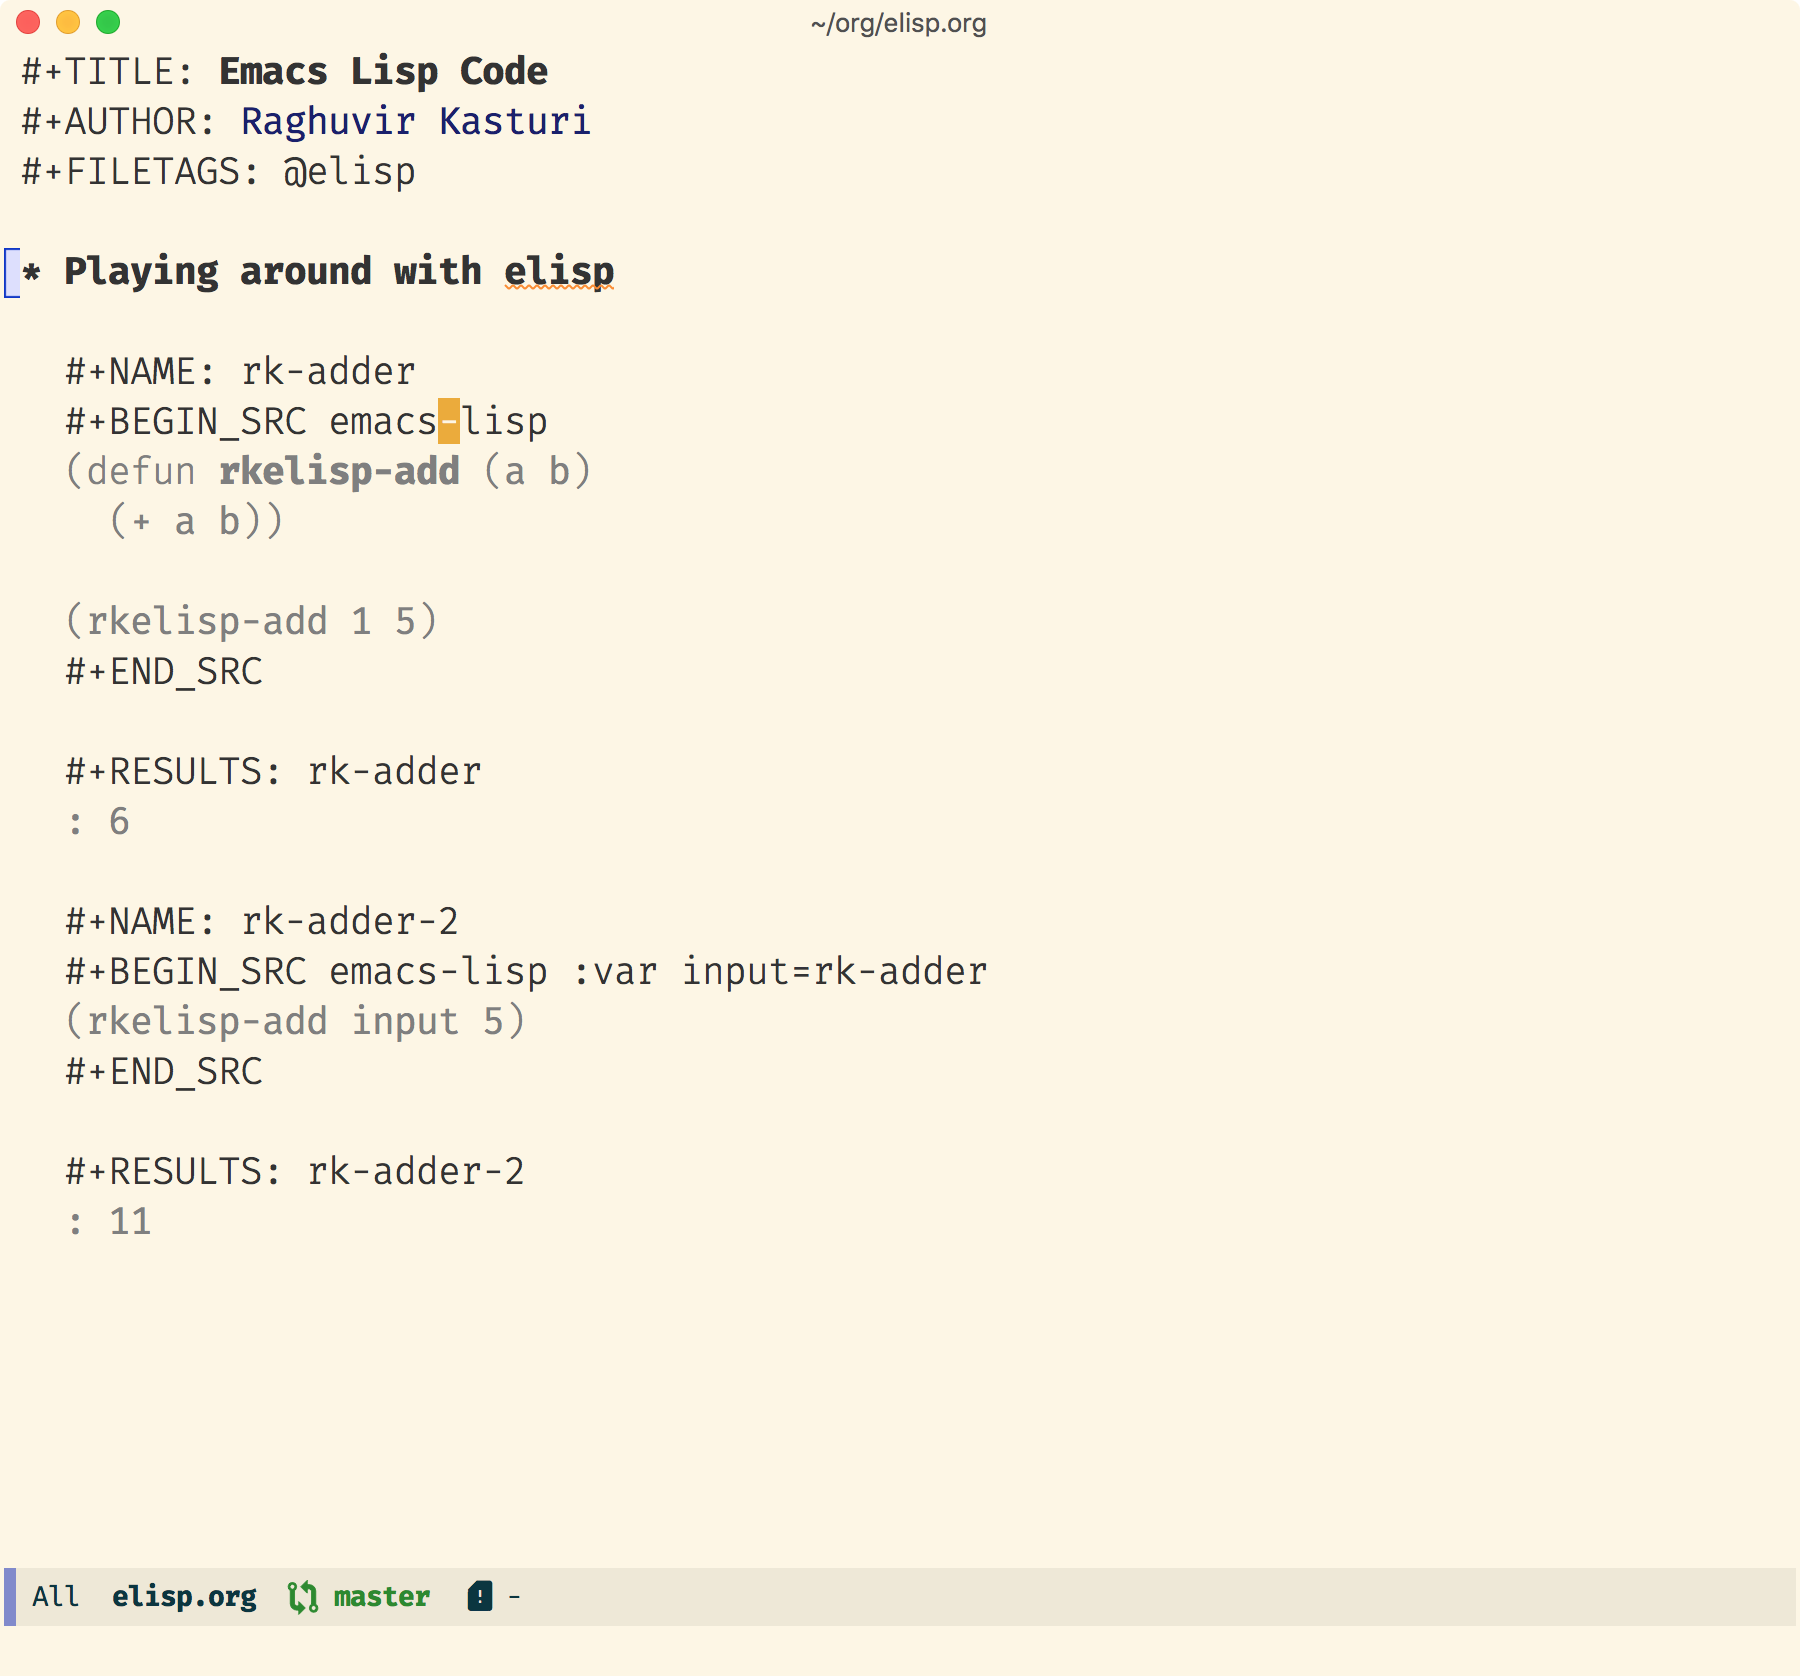 ~/org/elisp.org
#+TITLE: Emacs Lisp Code
#+AUTHOR: Raghuvir Kasturi
#+FILETAGS: @elisp
* Playing around with elisp
#+NAME: rk-adder
#+BEGIN_SRC emacs-lisp
(defun rkelisp-add (a b)
(+ a b))
(rkelisp-add 1 5)
#+END_SRC
#+RESULTS: rk-adder
: 6
#+NAME: rk-adder-2
#+BEGIN_SRC emacs-lisp :var input=rk-adder
(rkelisp-add input 5)
#+END_SRC
#+RESULTS: rk-adder-2
: 11
All elisp.org master ! -